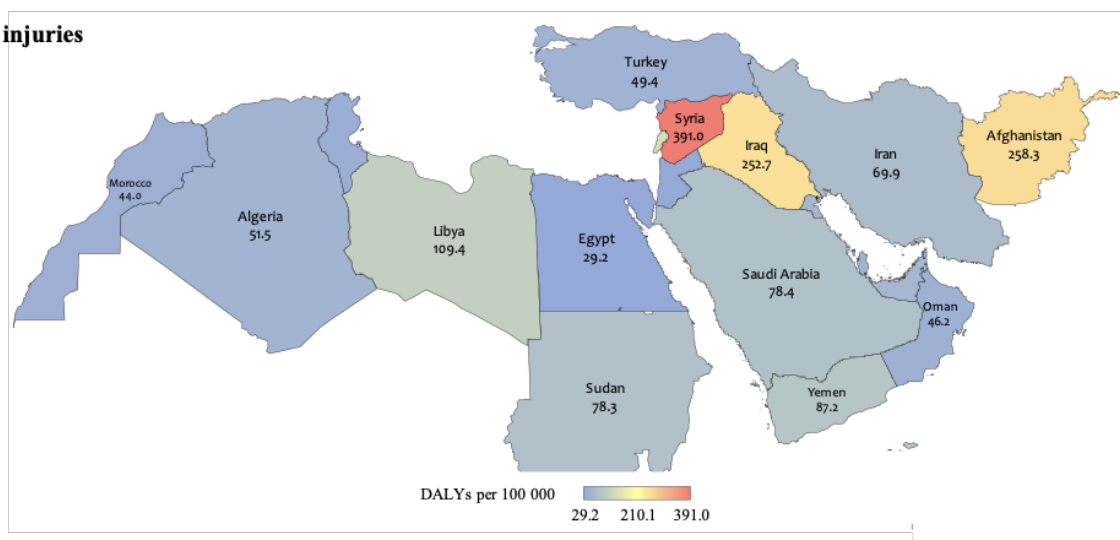 injuries
Turkey
49.4
Syria
391.0
Iraq
252.7
Iran
69.9
Afghanistan
258.3
Morocco
44.0
Algeria
51.5
Libya
109.4
Egypt
29.2
Saudi Arabia
78.4
Oman
46.2
Sudan
78.3
Yemen
87.2
DALYs per 100 000
29.2 210.1 391.0